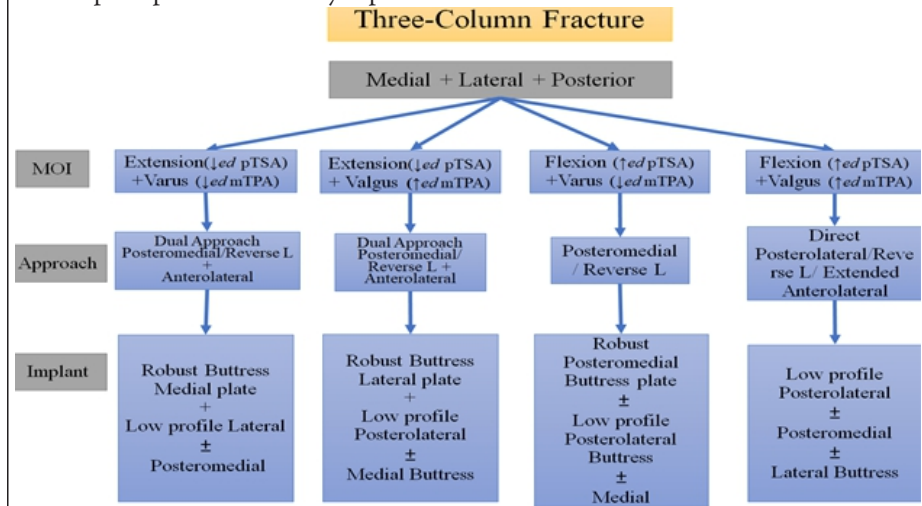 Three-Column Fracture
Medial + Lateral + Posterior
MOI
Extension(↓ed pTSA)
+Varus (↓ed mTPA)
Extension(↓ed pTSA)
+ Valgus (↑ed mTPA)
Flexion (↑ed pTSA)
+Varus (↓ed mTPA)
Flexion (↑ed pTSA)
+Valgus (↑ed mTPA)
Approach
Dual Approach
Posteromedial/Reverse L
+
Anterolateral
Dual Approach
Posteromedial/
Reverse L +
Anterolateral
Posteromedial
/ Reverse L
Direct
Posterolateral/Reve
rse L/ Extended
Anterolateral
Implant
Robust Buttress
Medial plate
+
Low profile Lateral
±
Posteromedial
Robust Buttress
Lateral plate
+
Low profile
Posterolateral
±
Medial Buttress
Robust
Posteromedial
Buttress plate
±
Low profile
Posterolateral
Buttress
±
Medial
Low profile
Posterolateral
±
Posteromedial
±
Lateral Buttress